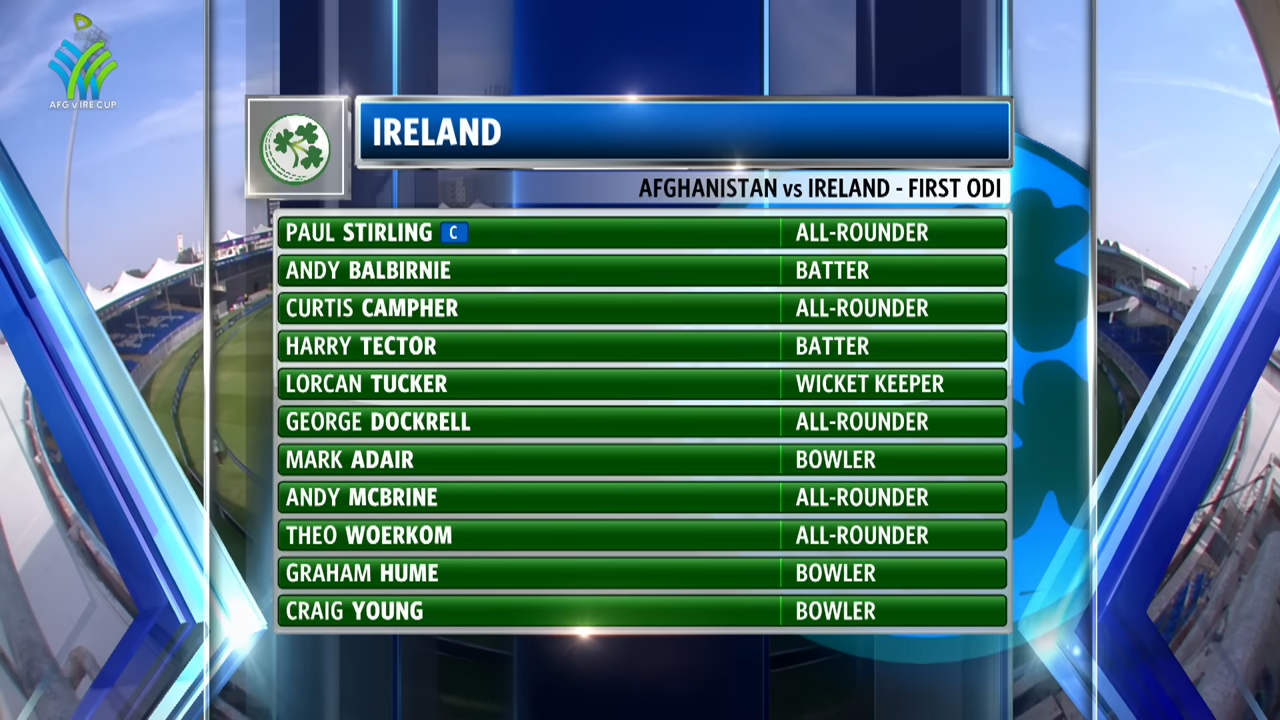 AFG V IRE CUP
IRELAND
AFGHANISTAN vs IRELAND - FIRST ODI
PAUL STIRLING C ALL-ROUNDER
ANDY BALBIRNIE BATTER
CURTIS CAMPHER ALL-ROUNDER
HARRY TECTOR BATTER
LORCAN TUCKER WICKET KEEPER
GEORGE DOCKRELL ALL-ROUNDER
MARK ADAIR BOWLER
ANDY MCBRINE ALL-ROUNDER
THEO WOERKOM ALL-ROUNDER
GRAHAM HUME BOWLER
CRAIG YOUNG BOWLER